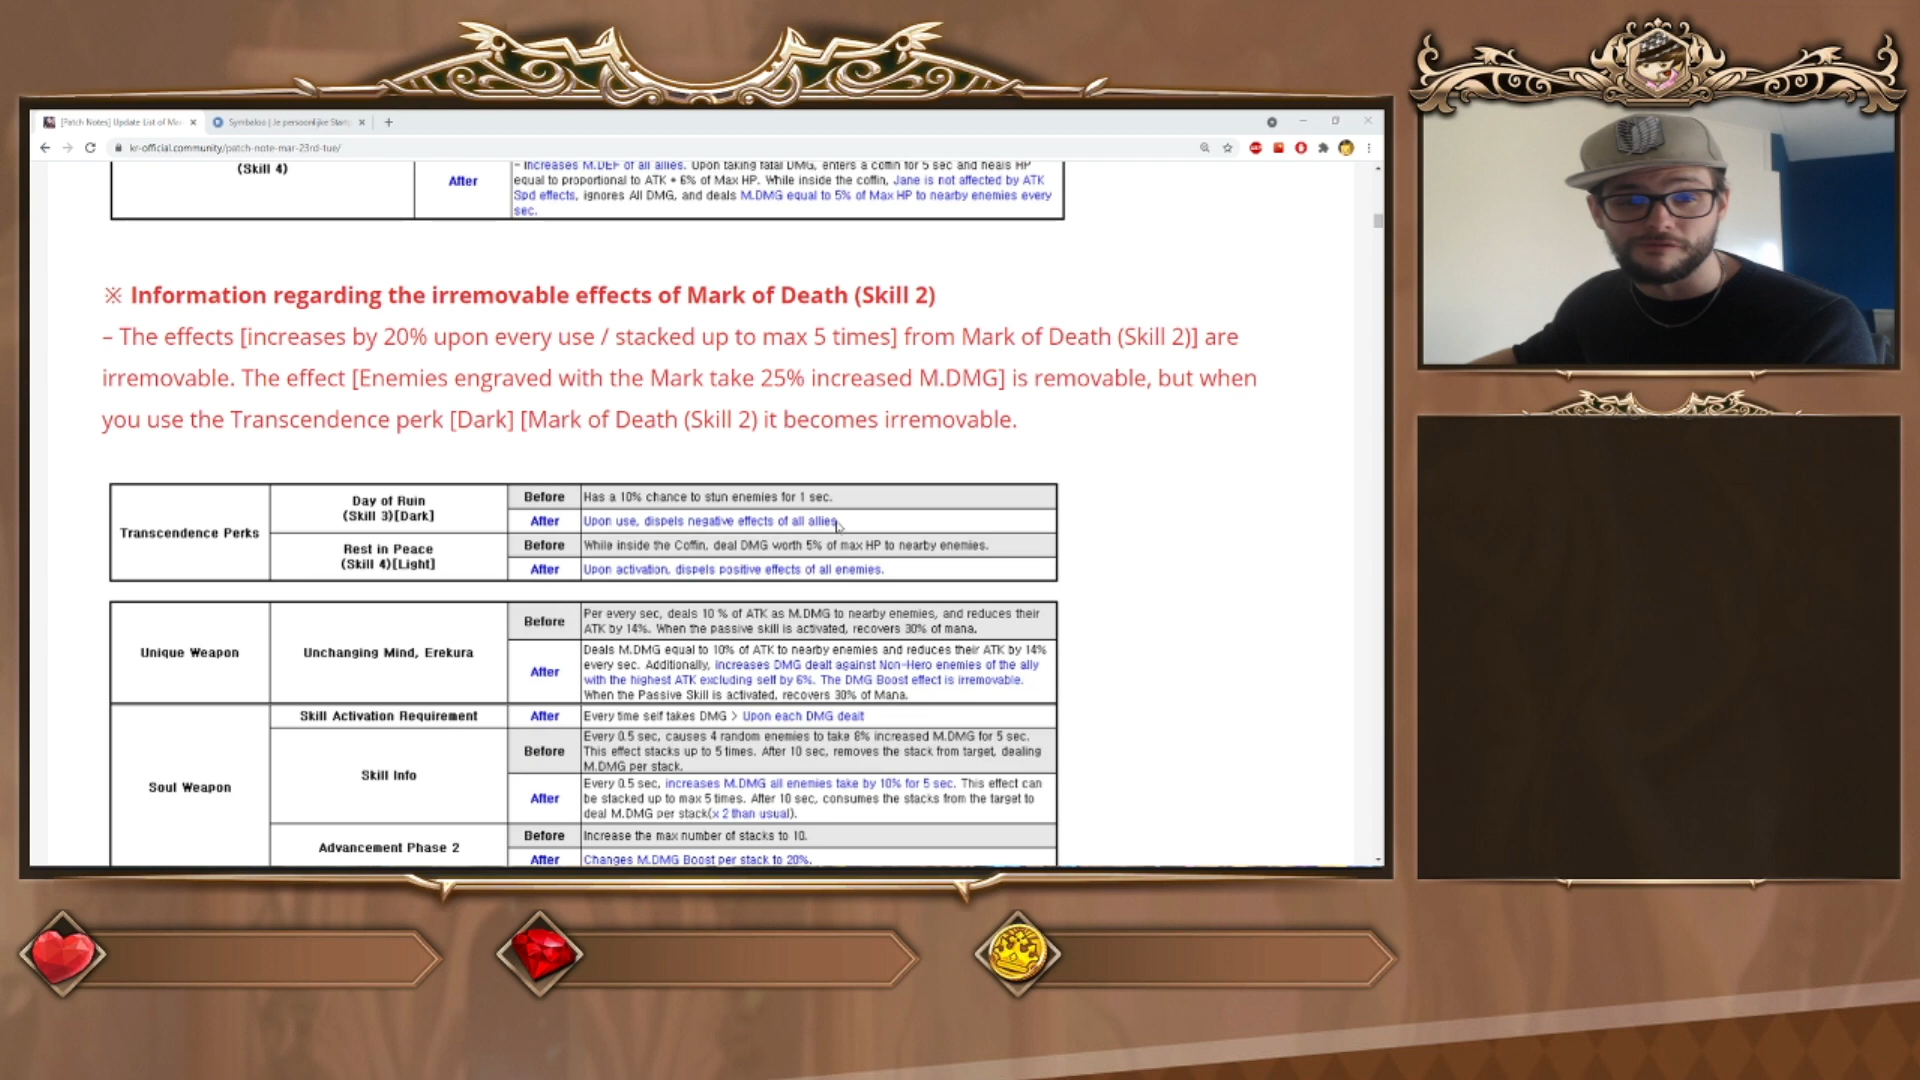 [Patch Notes] Update List of Me
Symbaloo | Je persoonlijke Start
kr-official.community/patch-note-mar-23rd-tue/
(Skill 4)
After
- Increases M.DEF of all allies. Upon taking fatal DMG, enters a coffin for 5 sec and heals HP
equal to proportional to ATK + 6% of Max HP. While inside the coffin, Jane is not affected by ATK
Spd effects, ignores All DMG, and deals M.DMG equal to 5% of Max HP to nearby enemies every
sec.
※ Information regarding the irremovable effects of Mark of Death (Skill 2)
– The effects [increases by 20% upon every use / stacked up to max 5 times] from Mark of Death (Skill 2)] are
irremovable. The effect [Enemies engraved with the Mark take 25% increased M.DMG] is removable, but when
you use the Transcendence perk [Dark] [Mark of Death (Skill 2) it becomes irremovable.
Transcendence Perks
Day of Ruin
(Skill 3)[Dark]
Before
Has a 10% chance to stun enemies for 1 sec.
After
Upon use, dispels negative effects of all allies.
Rest in Peace
(Skill 4)[Light]
Before
While inside the Coffin, deal DMG worth 5% of max HP to nearby enemies.
After
Upon activation, dispels positive effects of all enemies.
Unique Weapon
Unchanging Mind, Erekura
Before
Per every sec, deals 10 % of ATK as M.DMG to nearby enemies, and reduces their
ATK by 14%. When the passive skill is activated, recovers 30% of mana.
After
Deals M.DMG equal to 10% of ATK to nearby enemies and reduces their ATK by 14%
every sec. Additionally, increases DMG dealt against Non-Hero enemies of the ally
with the highest ATK excluding self by 6%. The DMG Boost effect is irremovable.
When the Passive Skill is activated, recovers 30% of Mana.
Soul Weapon
Skill Activation Requirement
After
Every time self takes DMG > Upon each DMG dealt
Skill Info
Before
Every 0.5 sec, causes 4 random enemies to take 8% increased M.DMG for 5 sec.
This effect stacks up to 5 times. After 10 sec, removes the stack from target, dealing
M.DMG per stack.
After
Every 0.5 sec, increases M.DMG all enemies take by 10% for 5 sec. This effect can
be stacked up to max 5 times. After 10 sec, consumes the stacks from the target to
deal M.DMG per stack(x 2 than usual).
Advancement Phase 2
Before
Increase the max number of stacks to 10.
After
Changes M.DMG Boost per stack to 20%.